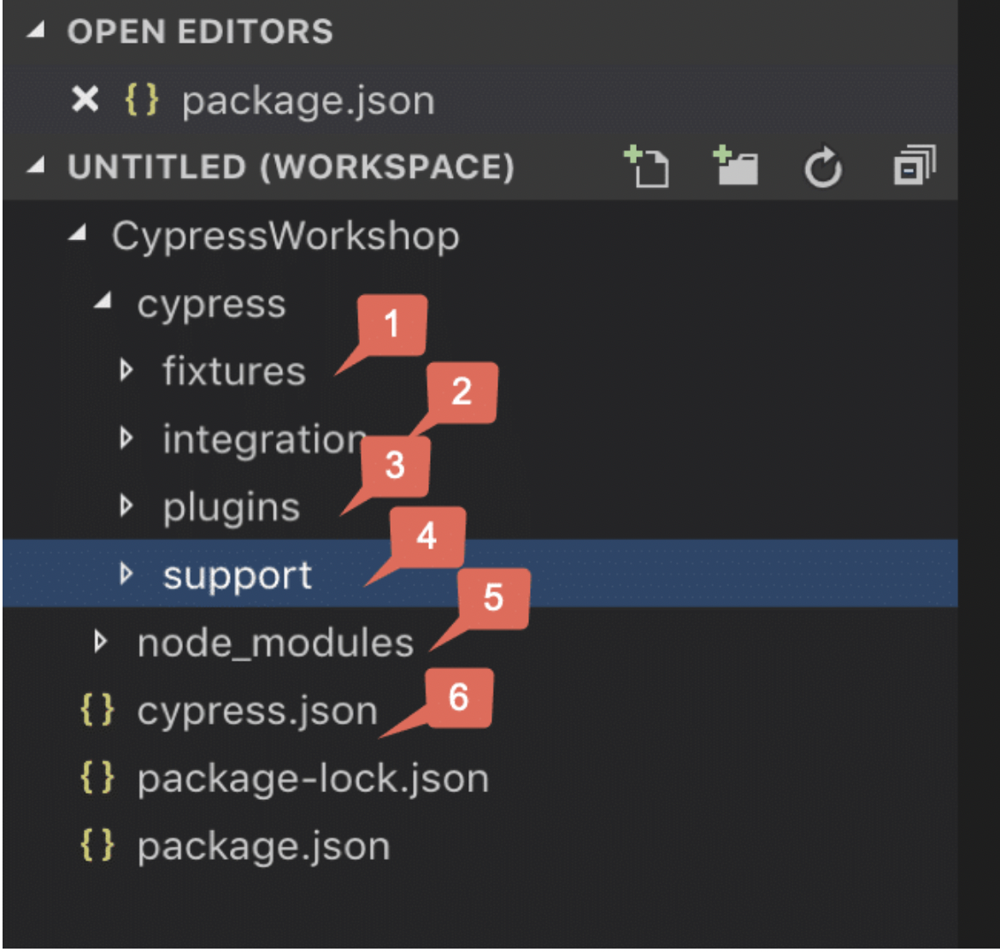 OPEN EDITORS
{} package.json
UNTITLED (WORKSPACE)
CypressWorkshop
cypress
1
fixtures
2
integration
3
plugins
4
support
5
node_modules
6
{} cypress.json
{} package-lock.json
{} package.json